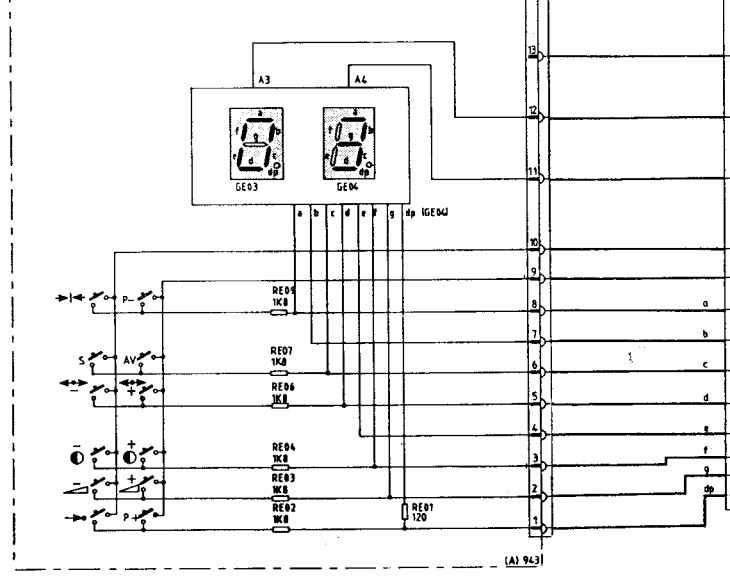 13
A3 A4
12
a a
f b f b
g g
e c e c
d d
dp dp
11
GE03 GE04
a b c d e f g dp (GE04)
10
9
RE09
P-
1K8
8 a
7 b
RE07
S AV
1K8
6 c
RE06
- +
1K8
5 d
4 e
- + RE04
1K8
3 f
- + RE03
1K8
2 g
RE02 RE01
P+ 1K8 120
dp
1
(A) 943